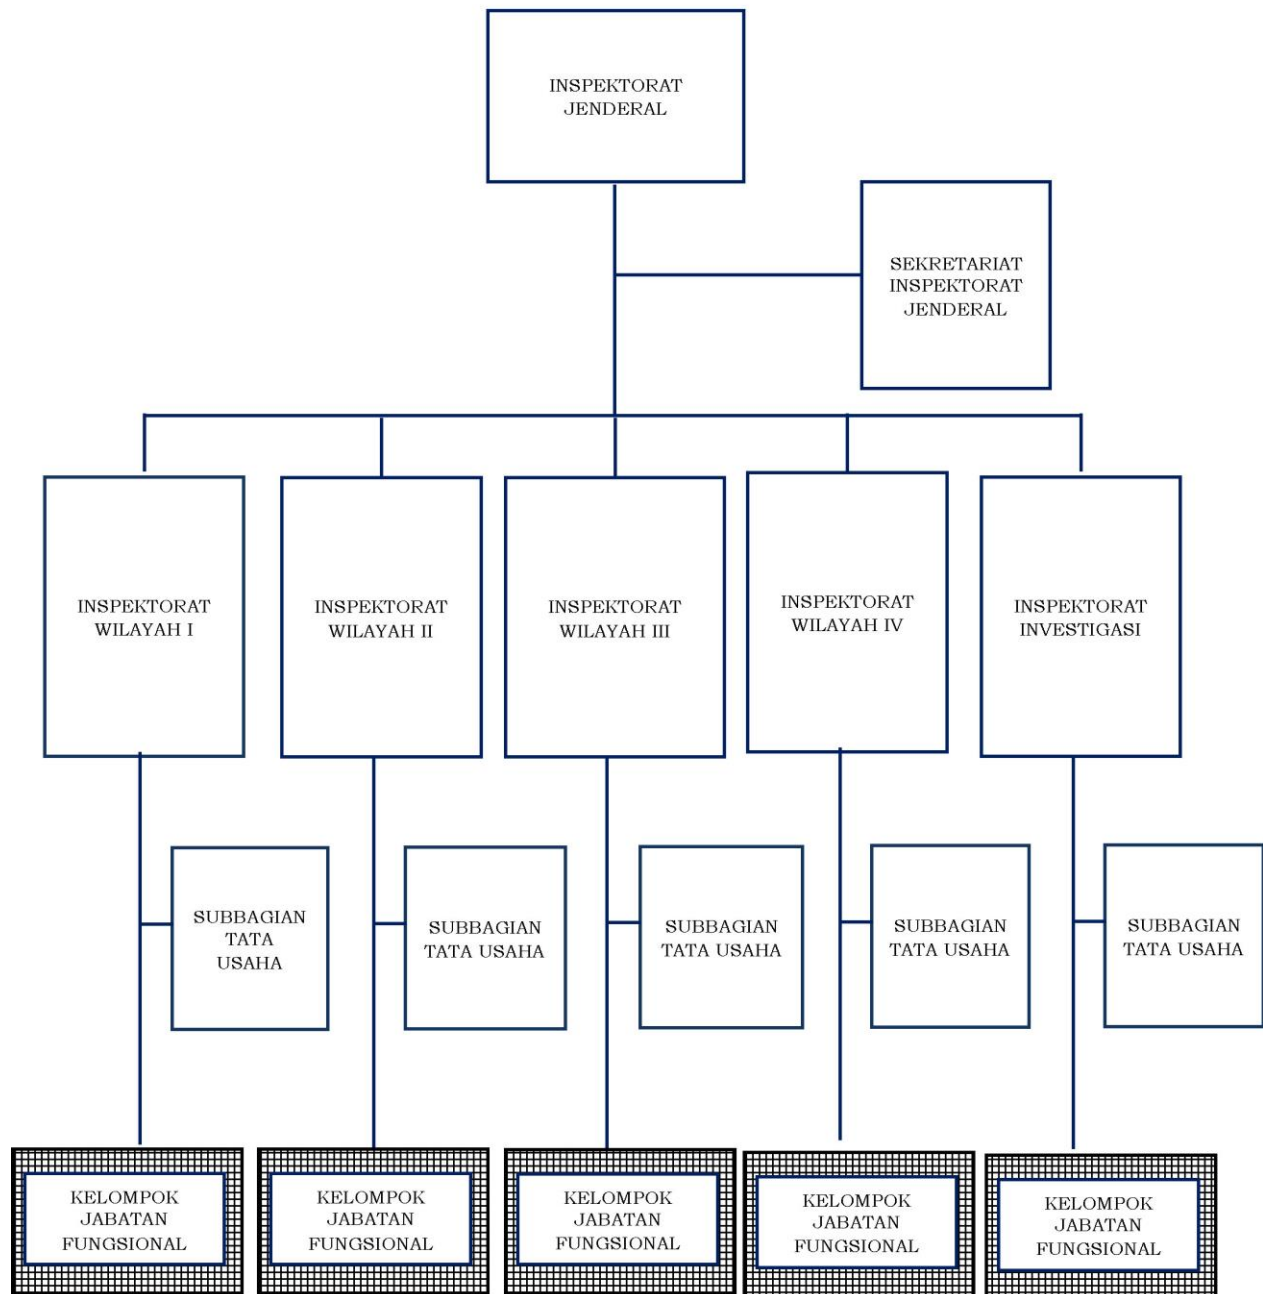 INSPEKTORAT
JENDERAL
SEKRETARIAT
INSPEKTORAT
JENDERAL
INSPEKTORAT
WILAYAH I
INSPEKTORAT
WILAYAH II
INSPEKTORAT
WILAYAH III
INSPEKTORAT
WILAYAH IV
INSPEKTORAT
INVESTIGASI
SUBBAGIAN
TATA
USAHA
SUBBAGIAN
TATA USAHA
SUBBAGIAN
TATA USAHA
SUBBAGIAN
TATA USAHA
SUBBAGIAN
TATA USAHA
KELOMPOK
JABATAN
FUNGSIONAL
KELOMPOK
JABATAN
FUNGSIONAL
KELOMPOK
JABATAN
FUNGSIONAL
KELOMPOK
JABATAN
FUNGSIONAL
KELOMPOK
JABATAN
FUNGSIONAL